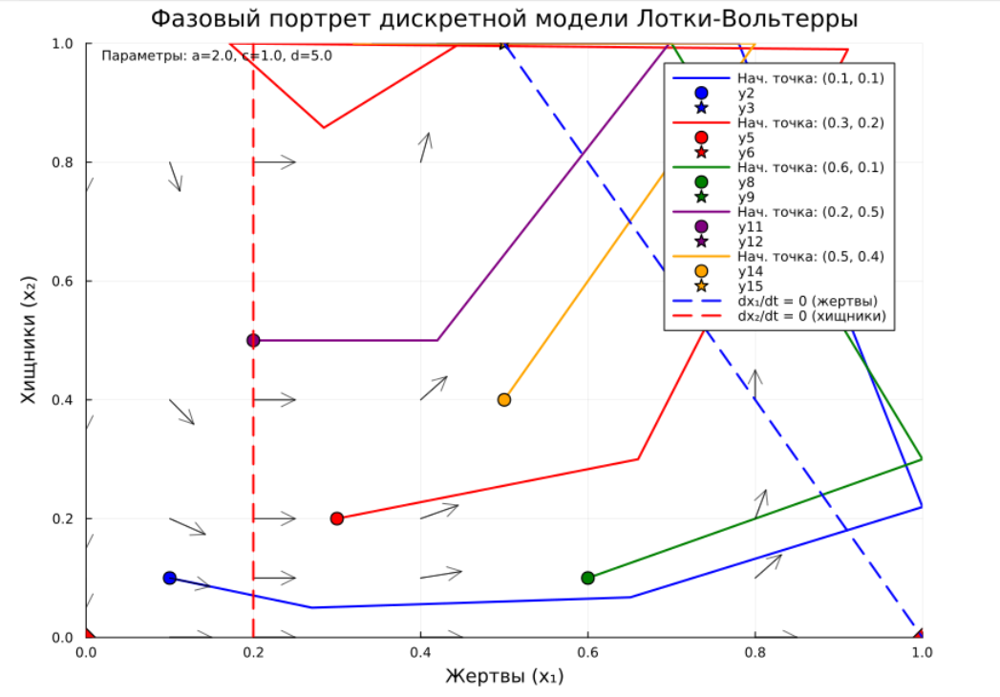 Фазовый портрет дискретной модели Лотки-Вольтерры
Параметры: a=2.0, c=1.0, d=5.0
Нач. точка: (0.1, 0.1)
y2
y3
Нач. точка: (0.3, 0.2)
y5
y6
Нач. точка: (0.6, 0.1)
y8
y9
Нач. точка: (0.2, 0.5)
y11
y12
Нач. точка: (0.5, 0.4)
y14
y15
dx₁/dt = 0 (жертвы)
dx₂/dt = 0 (хищники)
Хищники (x₂)
1.0
0.8
0.6
0.4
0.2
0.0
0.0 0.2 0.4 0.6 0.8 1.0
Жертвы (x₁)